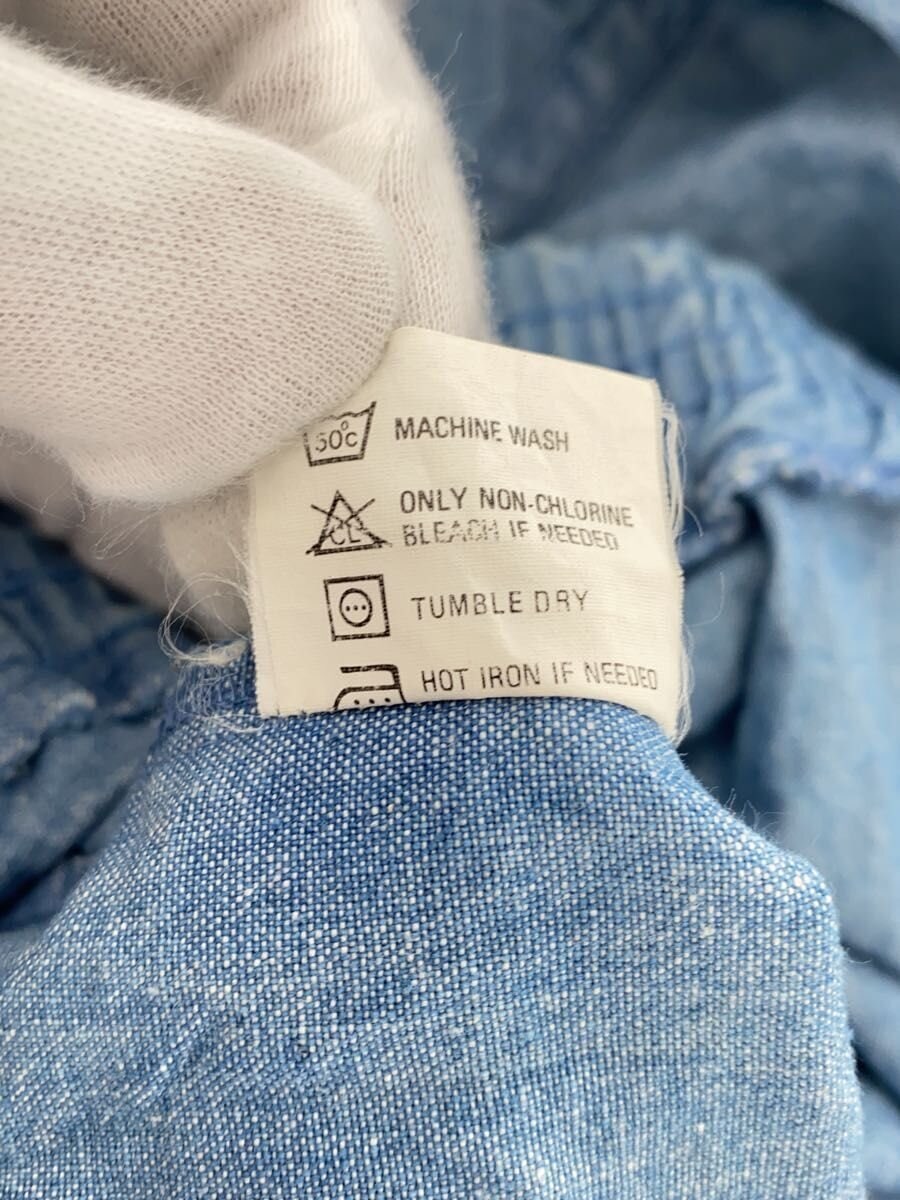 50°C MACHINE WASH
CL ONLY NON-CHLORINE
BLEACH IF NEEDED
TUMBLE DRY
HOT IRON IF NEEDED